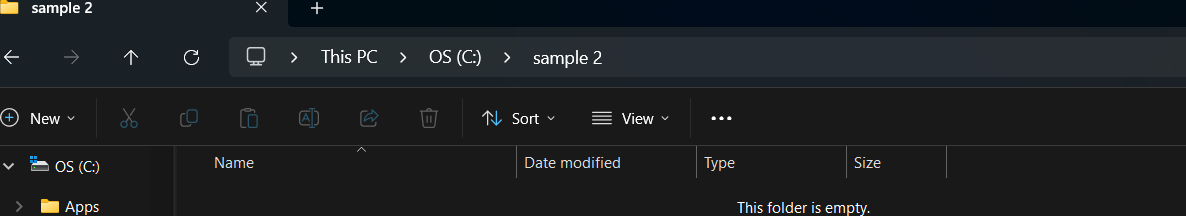 sample 2
This PC > OS (C:) > sample 2
New Sort View
Name Date modified Type Size
OS (C:)
Apps
This folder is empty.